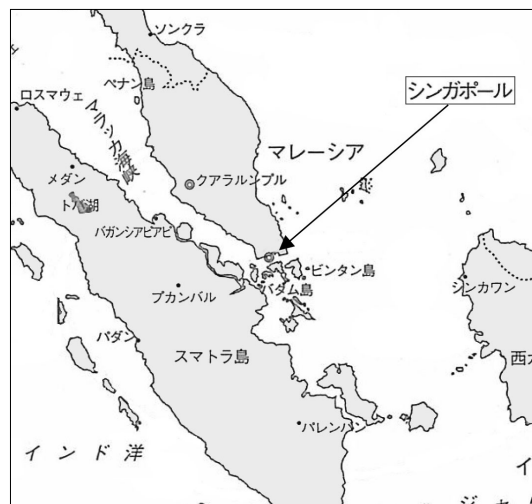 ソンクラ
ペナン島
シンガポール
ロスマウェ
マラッカ海峡
マレーシア
メダン
クアラルンプル
トバ湖
バガンシアピアピ
ビンタン島
シンカワン
バタム島
プカンバル
パダン
スマトラ島
西カ
パレンバン
インド洋
イ